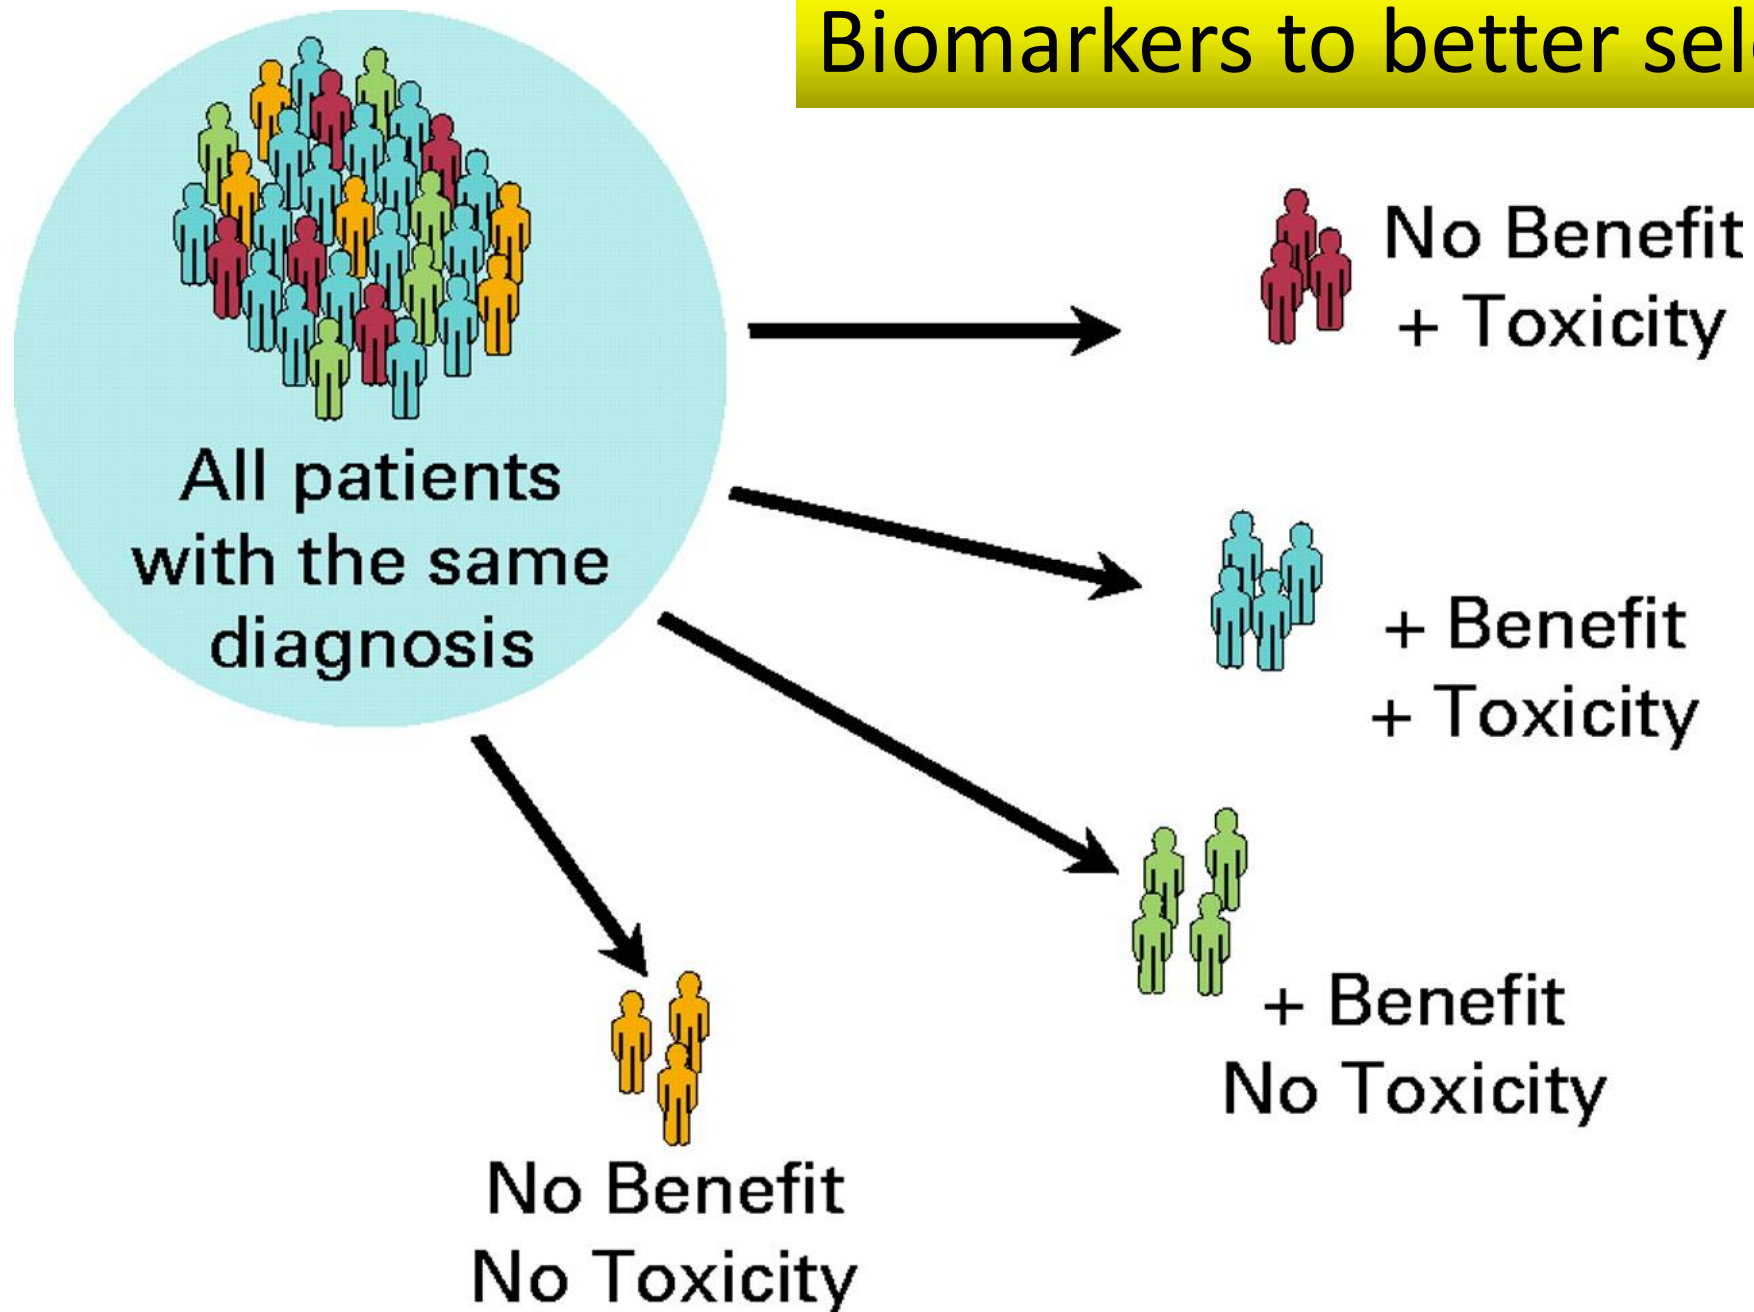 Biomarkers to better
All patients
with the same
diagnosis
No Benefit
+ Toxicity
+ Benefit
+ Toxicity
+ Benefit
No Toxicity
No Benefit
No Toxicity